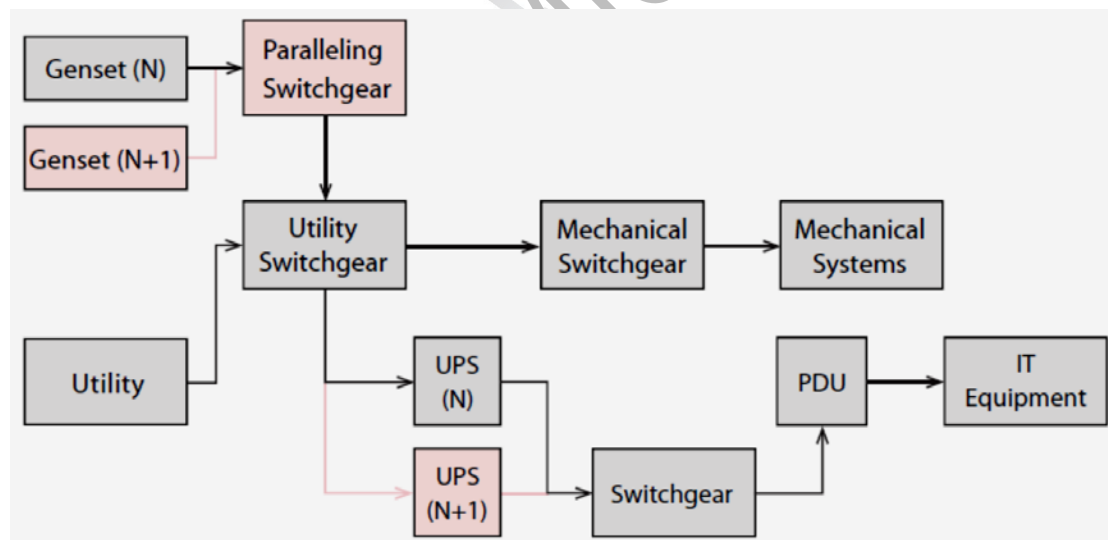 Genset (N)
Paralleling
Switchgear
Genset (N+1)
Utility
Switchgear
Mechanical
Switchgear
Mechanical
Systems
Utility
UPS
(N)
PDU
IT
Equipment
UPS
(N+1)
Switchgear